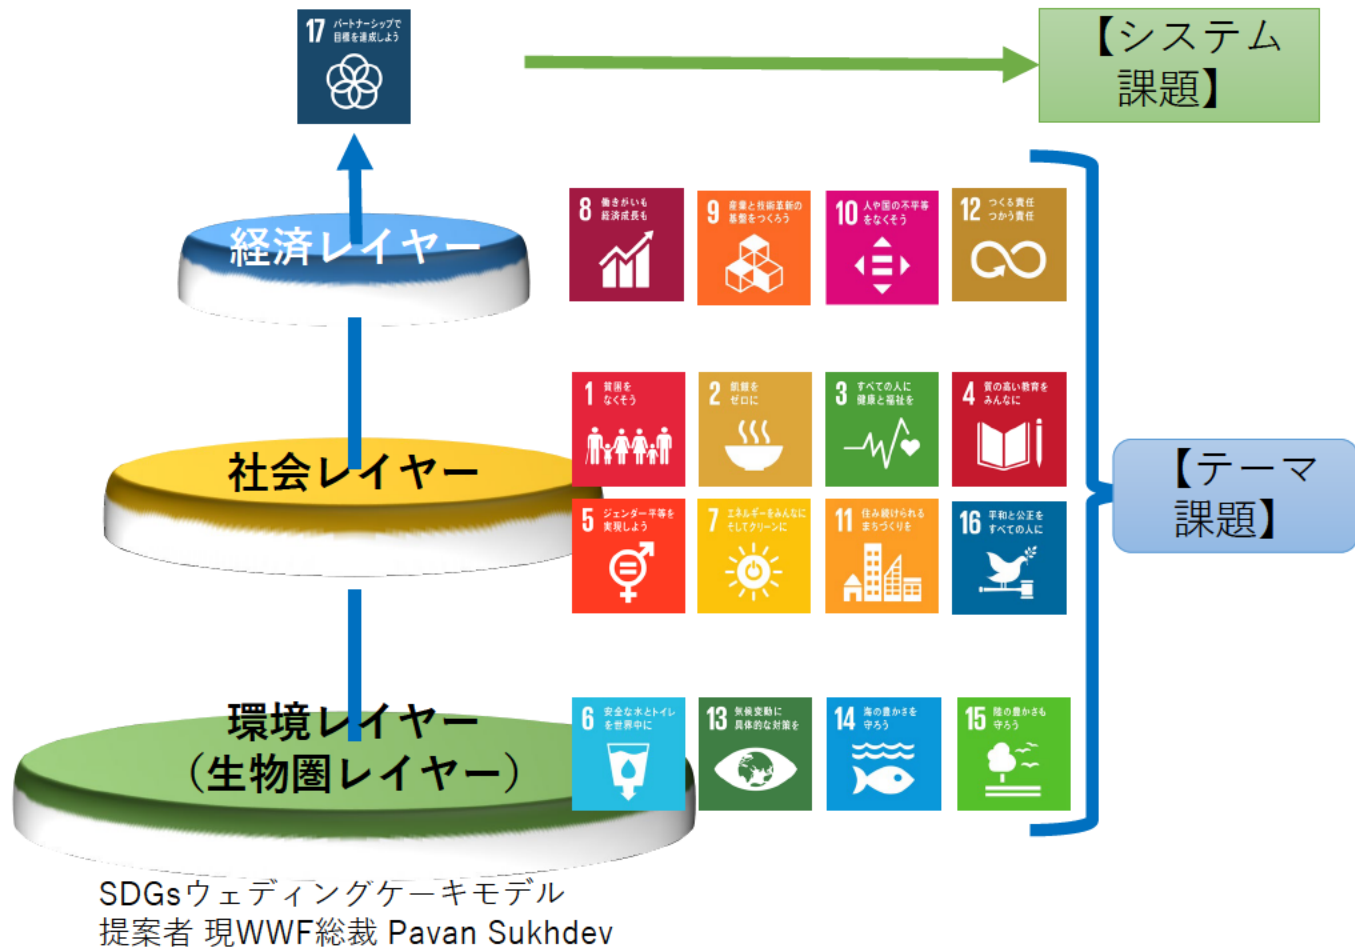 17 パートナーシップで
目標を達成しよう
【システム
課題】
経済レイヤー
8 働きがいも
経済成長も
9 産業と技術革新の
基盤をつくろう
10 人や国の不平等
をなくそう
12 つくる責任
つかう責任
社会レイヤー
1 貧困を
なくそう
2 飢餓を
ゼロに
3 すべての人に
健康と福祉を
4 質の高い教育を
みんなに
5 ジェンダー平等を
実現しよう
7 エネルギーをみんなに
そしてクリーンに
11 住み続けられる
まちづくりを
16 平和と公正を
すべての人に
【テーマ
課題】
環境レイヤー
（生物圏レイヤー）
6 安全な水とトイレ
を世界中に
13 気候変動に
具体的な対策を
14 海の豊かさを
守ろう
15 陸の豊かさも
守ろう
SDGsウェディングケーキモデル
提案者 現WWF総裁 Pavan Sukhdev